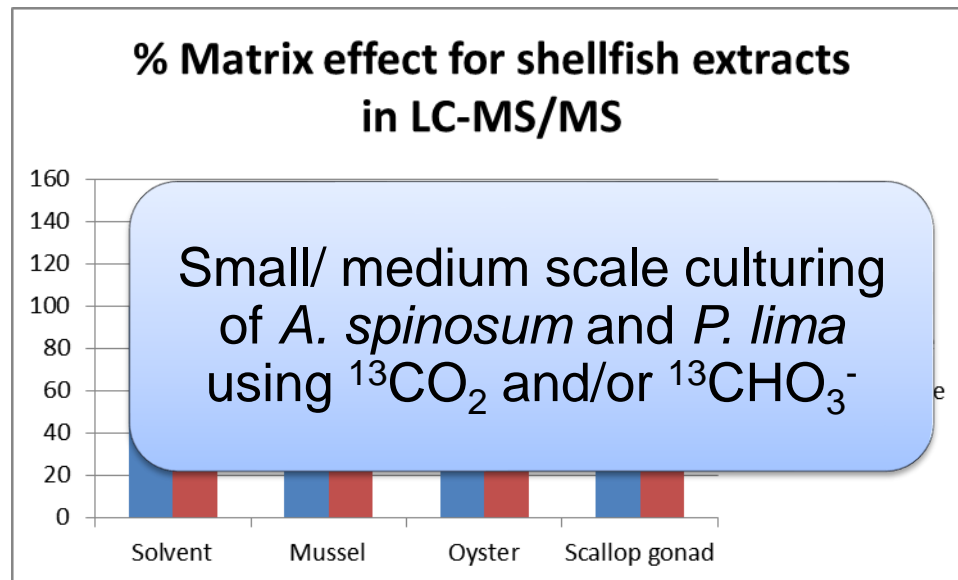 % Matrix effect for shellfish extracts
in LC-MS/MS
160
140
120
100
80
60
40
20
0
Small/ medium scale culturing
of A. spinosum and P. lima
using ¹³CO₂ and/or ¹³CHO₃⁻
e
Solvent
Mussel
Oyster
Scallop gonad